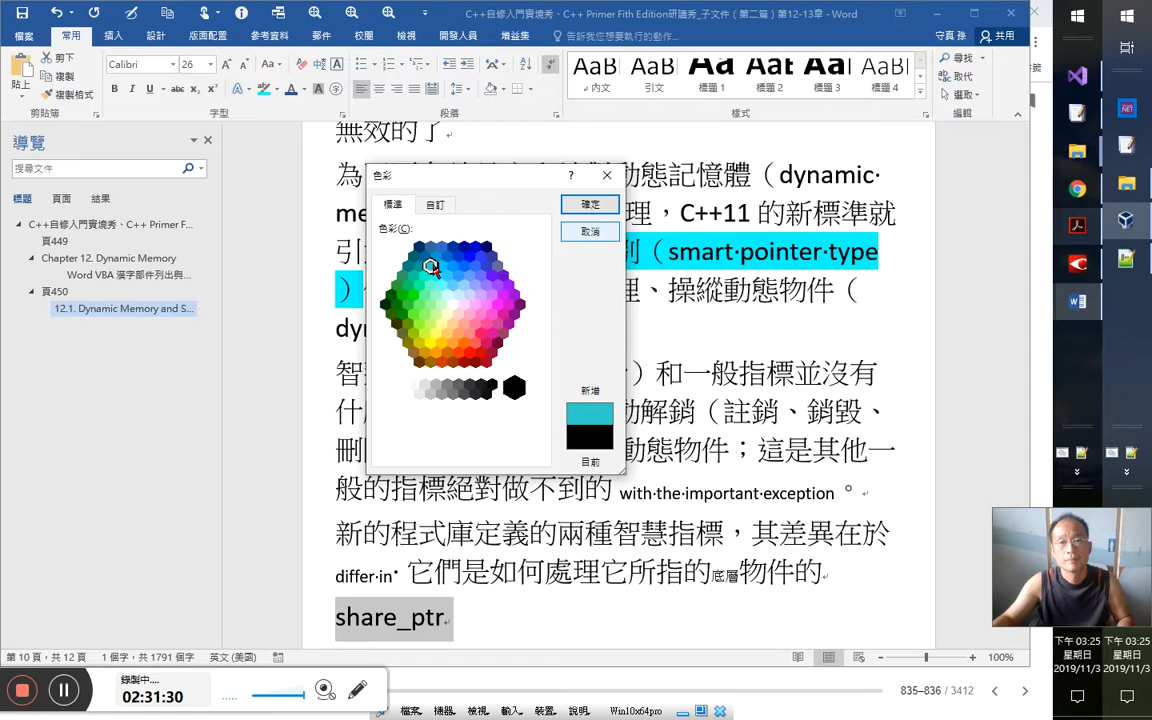 C++自修入門實境秀、C++ Primer Fith Edition研讀秀_子文件（第二篇）第12-13章 - Word
檔案 常用 插入 設計 版面配置 參考資料 郵件 校閱 檢視 開發人員 增益集 告訴我您想要執行的動作... 守真 孫 共用
貼上 剪下 複製 複製格式 剪貼簿
Calibri 26 字型
段落
AaB 內文 AaB 引文 Aa 標題 1 AaE 標題 2 Aal 標題 3 AaBl 標題 4 樣式
尋找 取代 選取 編輯
導覽
搜尋文件
標題 頁面 結果
C++自修入門實境秀、C++ Primer F...
頁449
Chapter 12. Dynamic Memory
Word VBA 漢字部件列出與...
頁450
12.1. Dynamic Memory and S...
無效的了
為 動態記憶體（dynamic
me 理，C++11 的新標準就
引 （smart pointer type
） 理、操縱動態物件（
dy
智 ）和一般指標並沒有
什 動解銷（註銷、銷毀、
刪 動態物件；這是其他一
般的指標絕對做不到的 with the important exception 。
新的程式庫定義的兩種智慧指標，其差異在於
differ in 它們是如何處理它所指的底層物件的
share_ptr
色彩 ?
標準 自訂
色彩(C):
確定
取消
新增
目前
第 10 頁，共 12 頁 1 個字，共 1791 個字 英文 (美國) 100%
錄製中....
02:31:30
835–836 / 3412
檔案 機器 檢視 輸入 裝置 說明 Win10x64pro
下午 03:25 下午 03:25
星期日 星期日
2019/11/3 2019/11/3